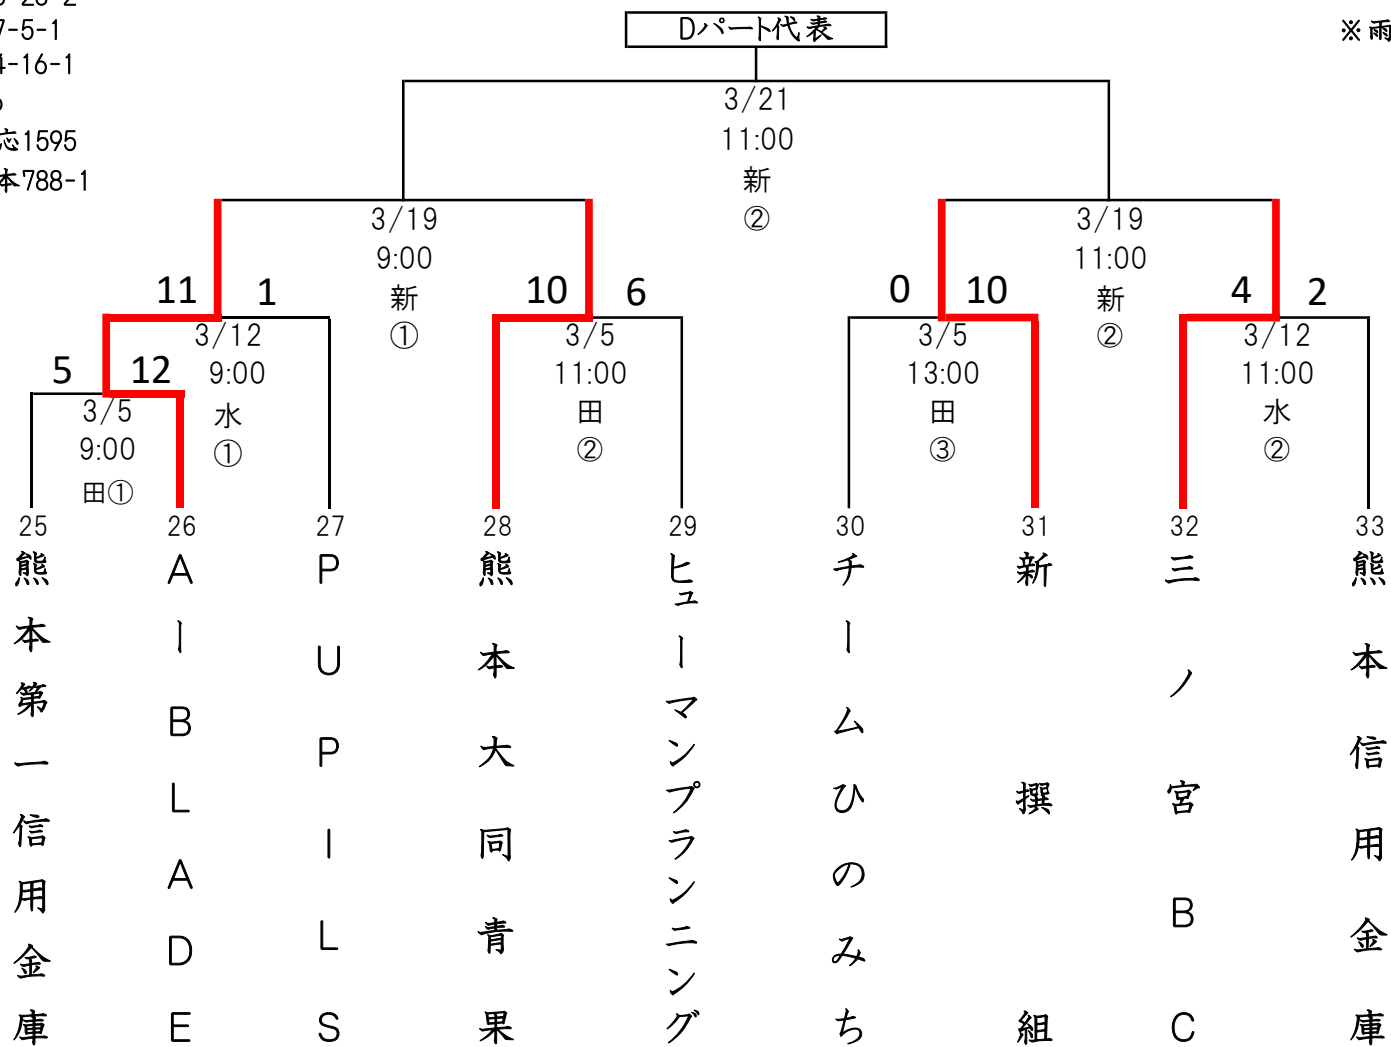 7-5-1
4-16-1
応1595
本788-1
Dパート代表
※雨
3/21
11:00
新
②
3/19
9:00
新
①
3/19
11:00
新
②
11 1
3/12
9:00
水
①
10 6
3/5
11:00
田
②
0 10
3/5
13:00
田
③
4 2
3/12
11:00
水
②
5 12
3/5
9:00
田①
25 26 27 28 29 30 31 32 33
熊本第一信用金庫
A－BLADE
PUPILS
熊本大同青果
ヒューマンプランニング
チームひのみち
新撰組
三ノ宮BC
熊本信用金庫